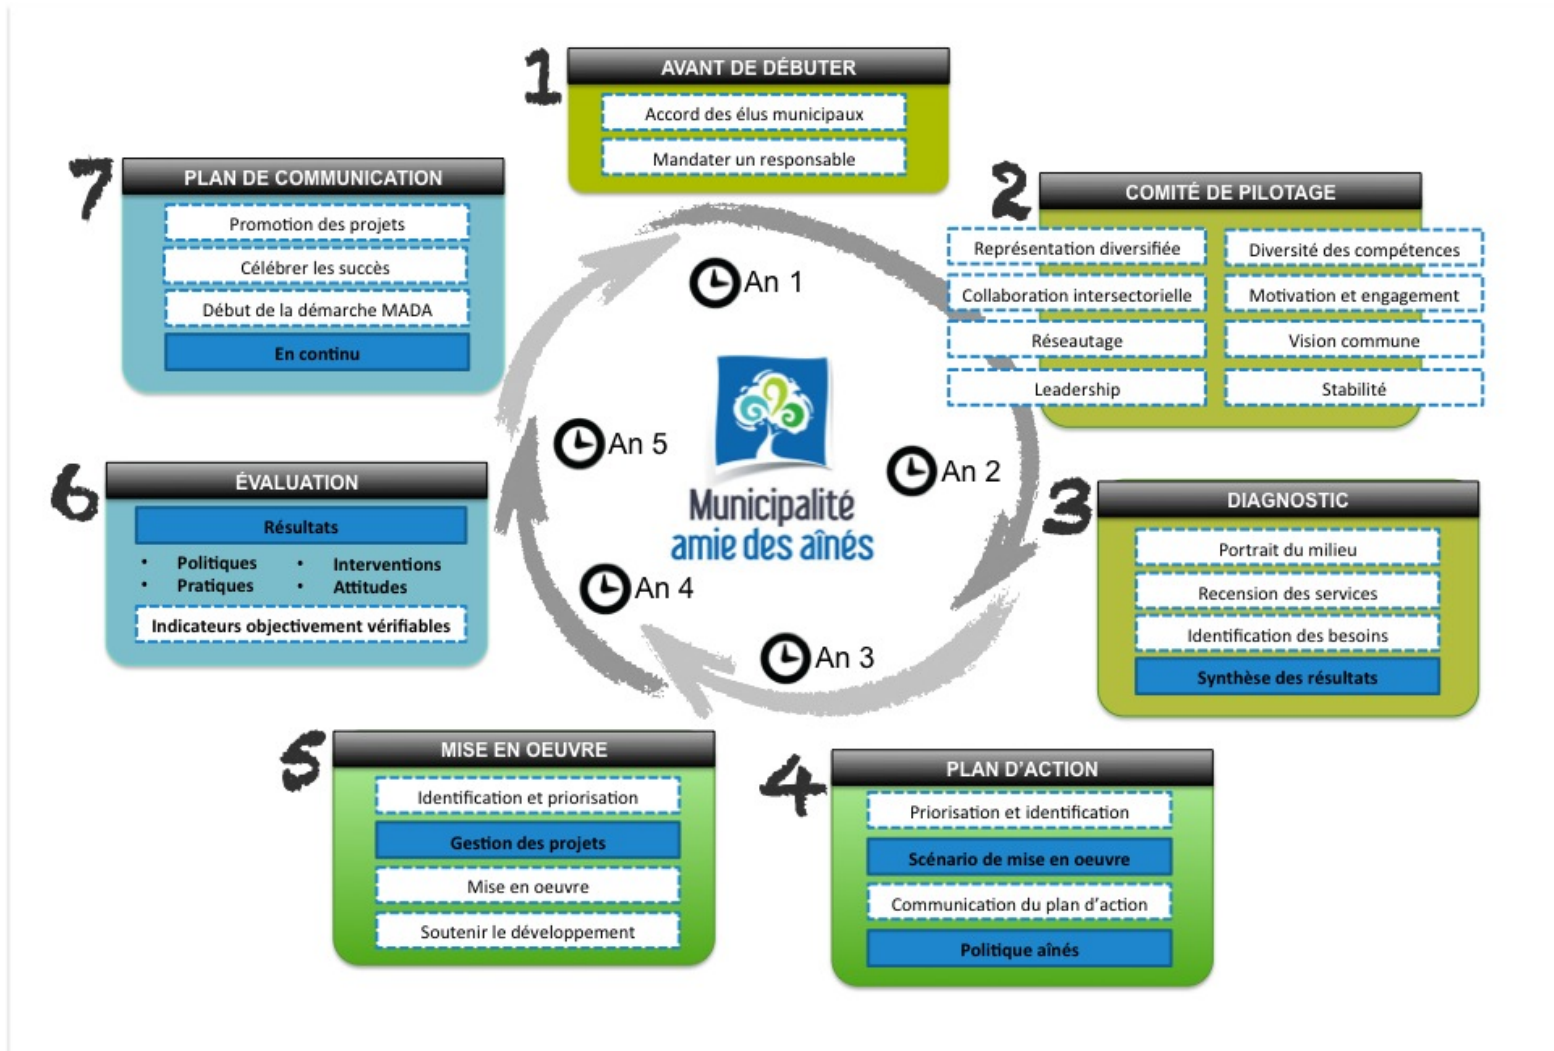 1
AVANT DE DÉBUTER
Accord des élus municipaux
Mandater un responsable
2
COMITÉ DE PILOTAGE
Représentation diversifiée
Diversité des compétences
Collaboration intersectorielle
Motivation et engagement
Réseautage
Vision commune
Leadership
Stabilité
3
DIAGNOSTIC
Portrait du milieu
Recension des services
Identification des besoins
Synthèse des résultats
4
PLAN D’ACTION
Priorisation et identification
Scénario de mise en oeuvre
Communication du plan d’action
Politique aînés
5
MISE EN OEUVRE
Identification et priorisation
Gestion des projets
Mise en oeuvre
Soutenir le développement
6
ÉVALUATION
Résultats
• Politiques
• Interventions
• Pratiques
• Attitudes
Indicateurs objectivement vérifiables
7
PLAN DE COMMUNICATION
Promotion des projets
Célébrer les succès
Début de la démarche MADA
En continu
An 1
An 2
An 3
An 4
An 5
Municipalité
amie des aînés